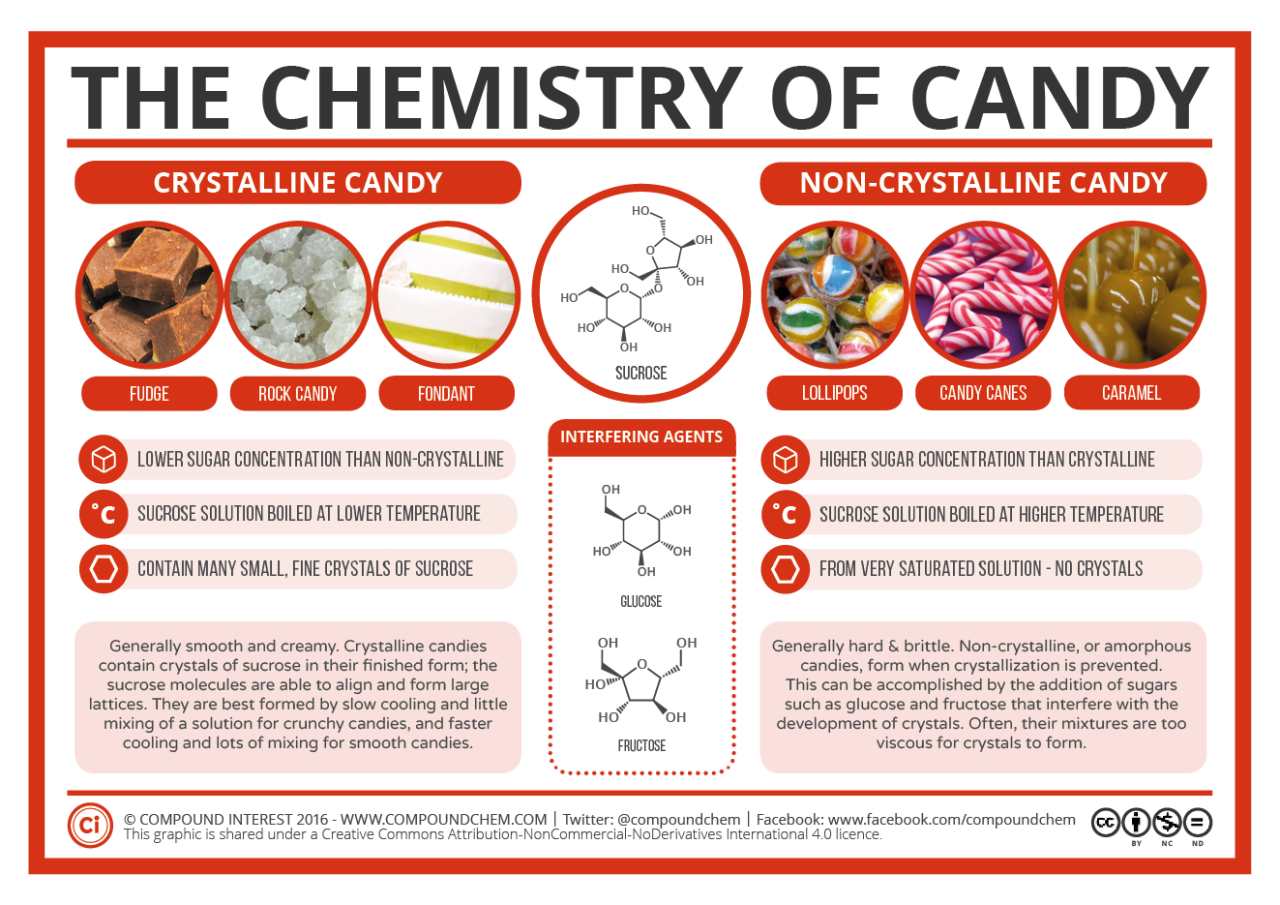 THE CHEMISTRY OF CANDY
CRYSTALLINE CANDY
FUDGE
ROCK CANDY
FONDANT
LOWER SUGAR CONCENTRATION THAN NON-CRYSTALLINE
°C
SUCROSE SOLUTION BOILED AT LOWER TEMPERATURE
CONTAIN MANY SMALL, FINE CRYSTALS OF SUCROSE
Generally smooth and creamy. Crystalline candies
contain crystals of sucrose in their finished form; the
sucrose molecules are able to align and form large
lattices. They are best formed by slow cooling and little
mixing of a solution for crunchy candies, and faster
cooling and lots of mixing for smooth candies.
HO
OH
O
HO
OH
O
O
HO
HO
OH
OH
SUCROSE
INTERFERING AGENTS
OH
O
OH
HO
OH
OH
GLUCOSE
OH
OH
O
HO
HO
OH
FRUCTOSE
NON-CRYSTALLINE CANDY
LOLLIPOPS
CANDY CANES
CARAMEL
HIGHER SUGAR CONCENTRATION THAN CRYSTALLINE
°C
SUCROSE SOLUTION BOILED AT HIGHER TEMPERATURE
FROM VERY SATURATED SOLUTION - NO CRYSTALS
Generally hard & brittle. Non-crystalline, or amorphous
candies, form when crystallization is prevented.
This can be accomplished by the addition of sugars
such as glucose and fructose that interfere with the
development of crystals. Often, their mixtures are too
viscous for crystals to form.
Ci
© COMPOUND INTEREST 2016 - WWW.COMPOUNDCHEM.COM | Twitter: @compoundchem | Facebook: www.facebook.com/compoundchem
This graphic is shared under a Creative Commons Attribution-NonCommercial-NoDerivatives International 4.0 licence.
cc
$
=
BY
NC
ND